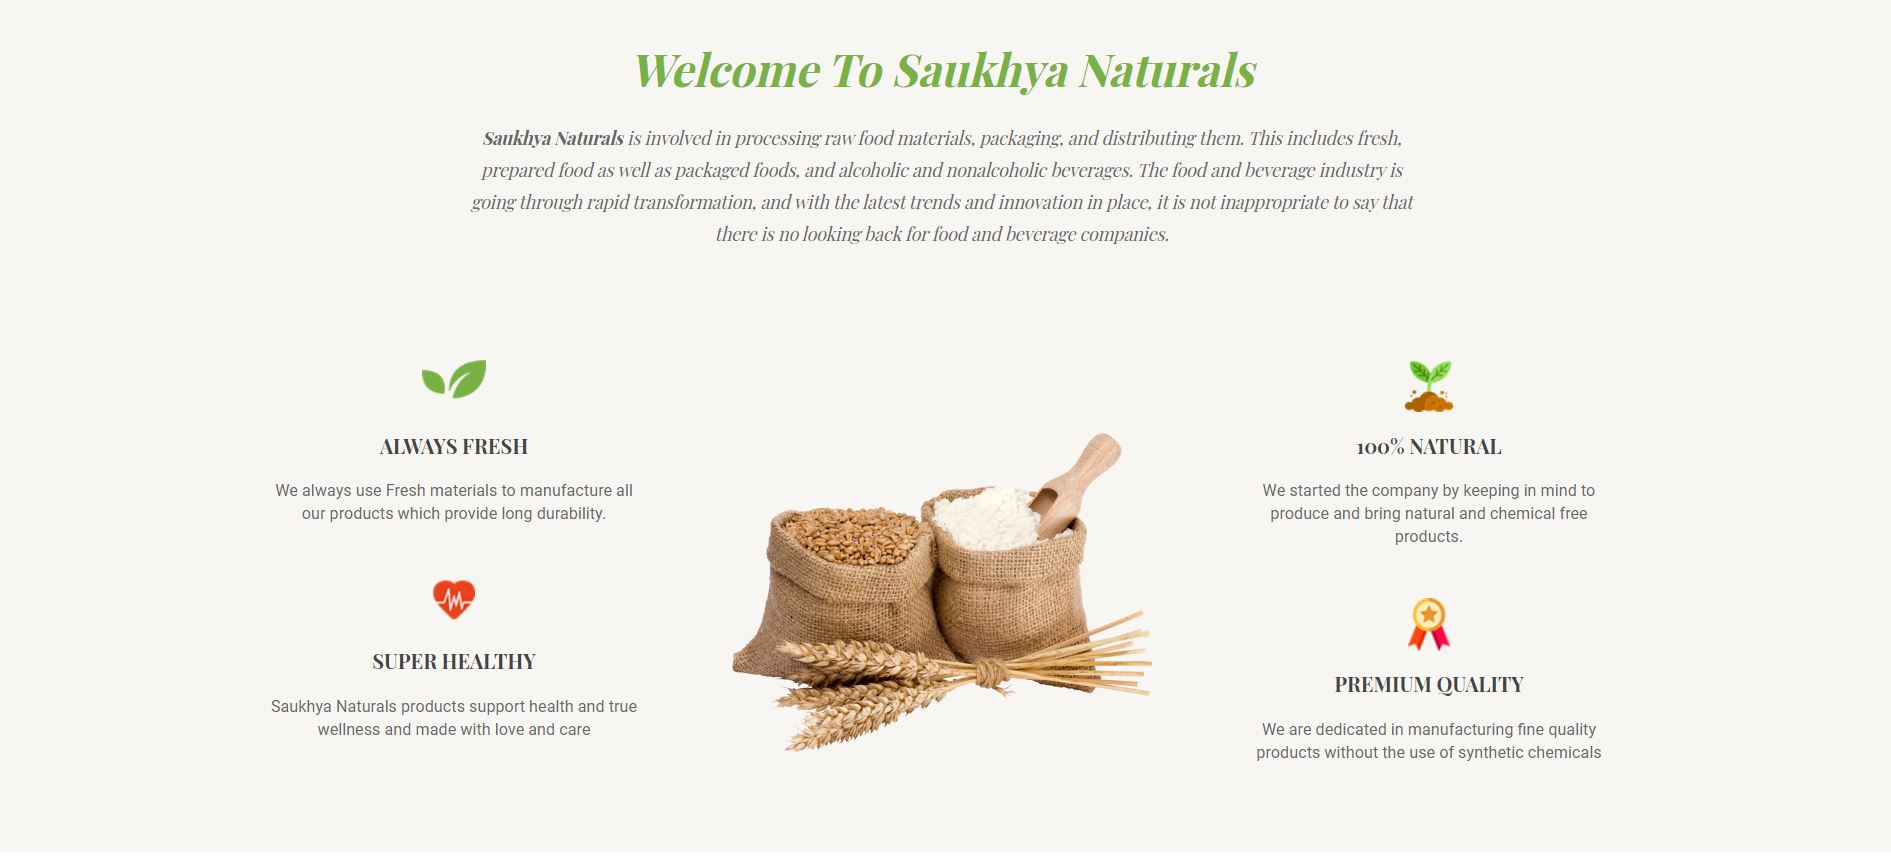 Welcome To Saukhya Naturals
Saukhya Naturals is involved in processing raw food materials, packaging, and distributing them. This includes fresh,
prepared food as well as packaged foods, and alcoholic and nonalcoholic beverages. The food and beverage industry is
going through rapid transformation, and with the latest trends and innovation in place, it is not inappropriate to say that
there is no looking back for food and beverage companies.
ALWAYS FRESH
We always use Fresh materials to manufacture all
our products which provide long durability.
SUPER HEALTHY
Saukhya Naturals products support health and true
wellness and made with love and care
100% NATURAL
We started the company by keeping in mind to
produce and bring natural and chemical free
products.
PREMIUM QUALITY
We are dedicated in manufacturing fine quality
products without the use of synthetic chemicals